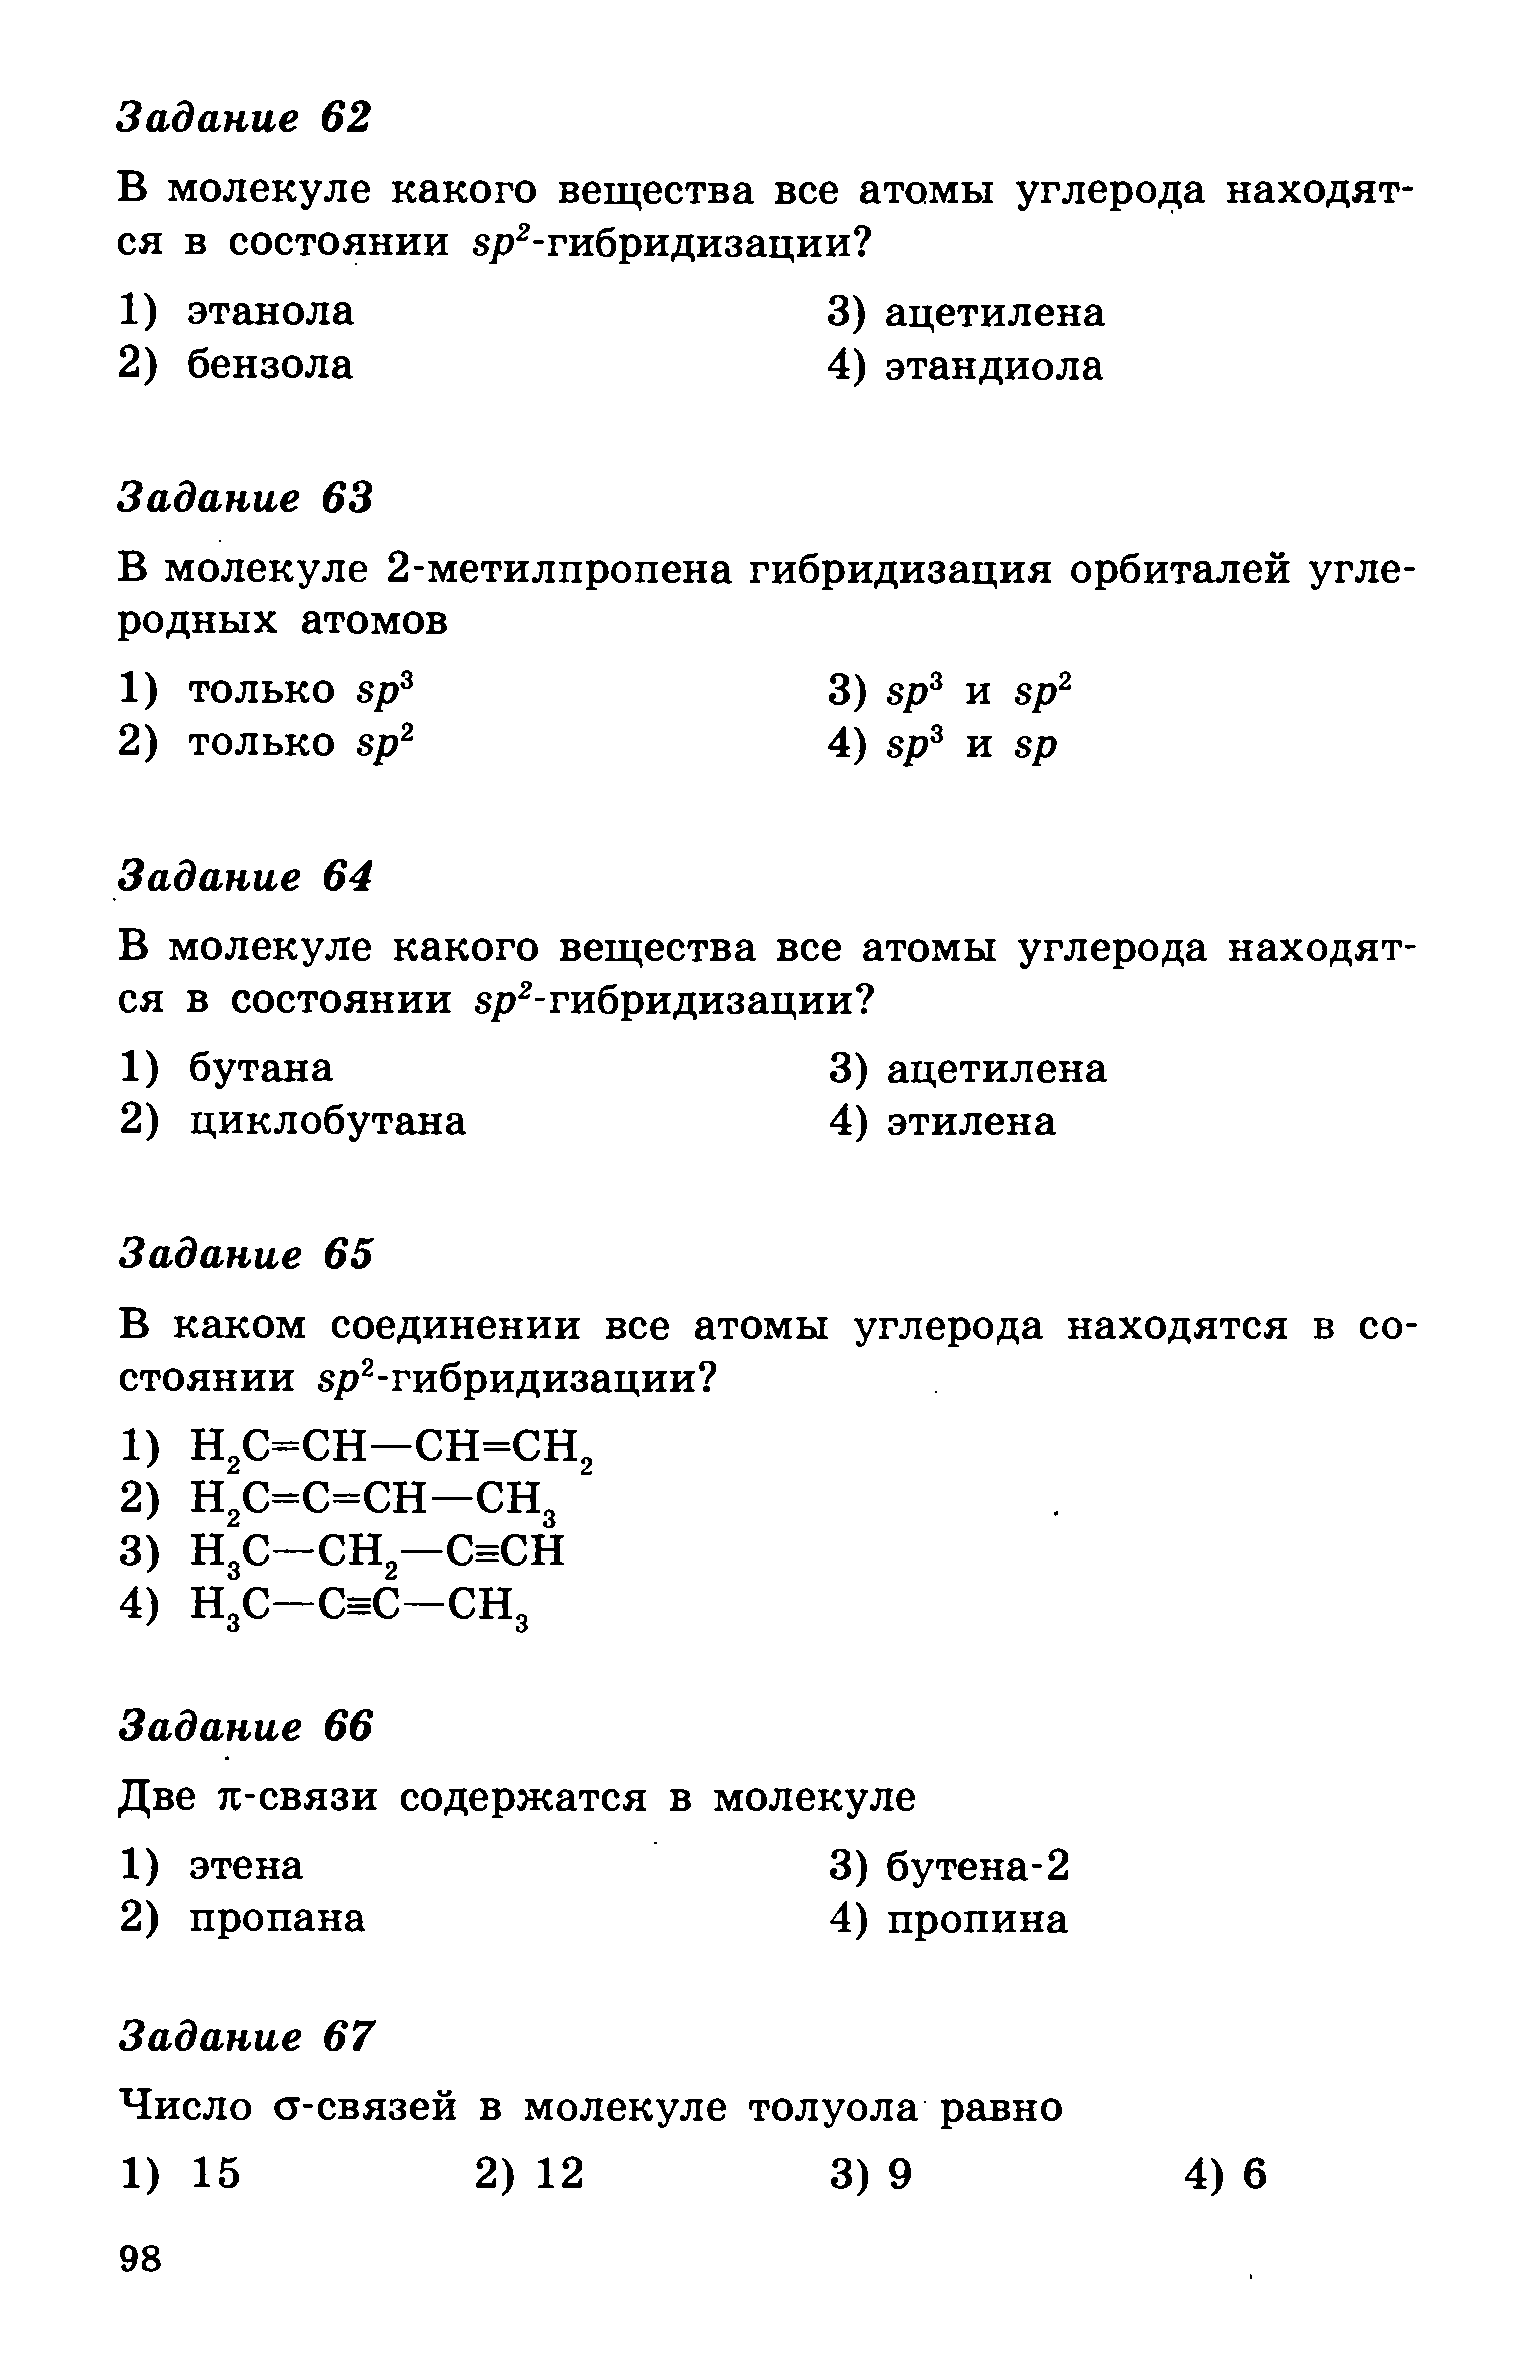 Задание 62
В молекуле какого вещества все атомы углерода находят-
ся в состоянии sp²-гибридизации?
1) этанола 3) ацетилена
2) бензола 4) этандиола
Задание 63
В молекуле 2-метилпропена гибридизация орбиталей угле-
родных атомов
1) только sp³ 3) sp³ и sp²
2) только sp² 4) sp³ и sp
Задание 64
В молекуле какого вещества все атомы углерода находят-
ся в состоянии sp²-гибридизации?
1) бутана 3) ацетилена
2) циклобутана 4) этилена
Задание 65
В каком соединении все атомы углерода находятся в со-
стоянии sp²-гибридизации?
1) H₂C=CH—CH=CH₂
2) H₂C=C=CH—CH₃
3) H₃C—CH₂—C≡CH
4) H₃C—C≡C—CH₃
Задание 66
Две π-связи содержатся в молекуле
1) этена 3) бутена-2
2) пропана 4) пропина
Задание 67
Число σ-связей в молекуле толуола равно
1) 15 2) 12 3) 9 4) 6
98